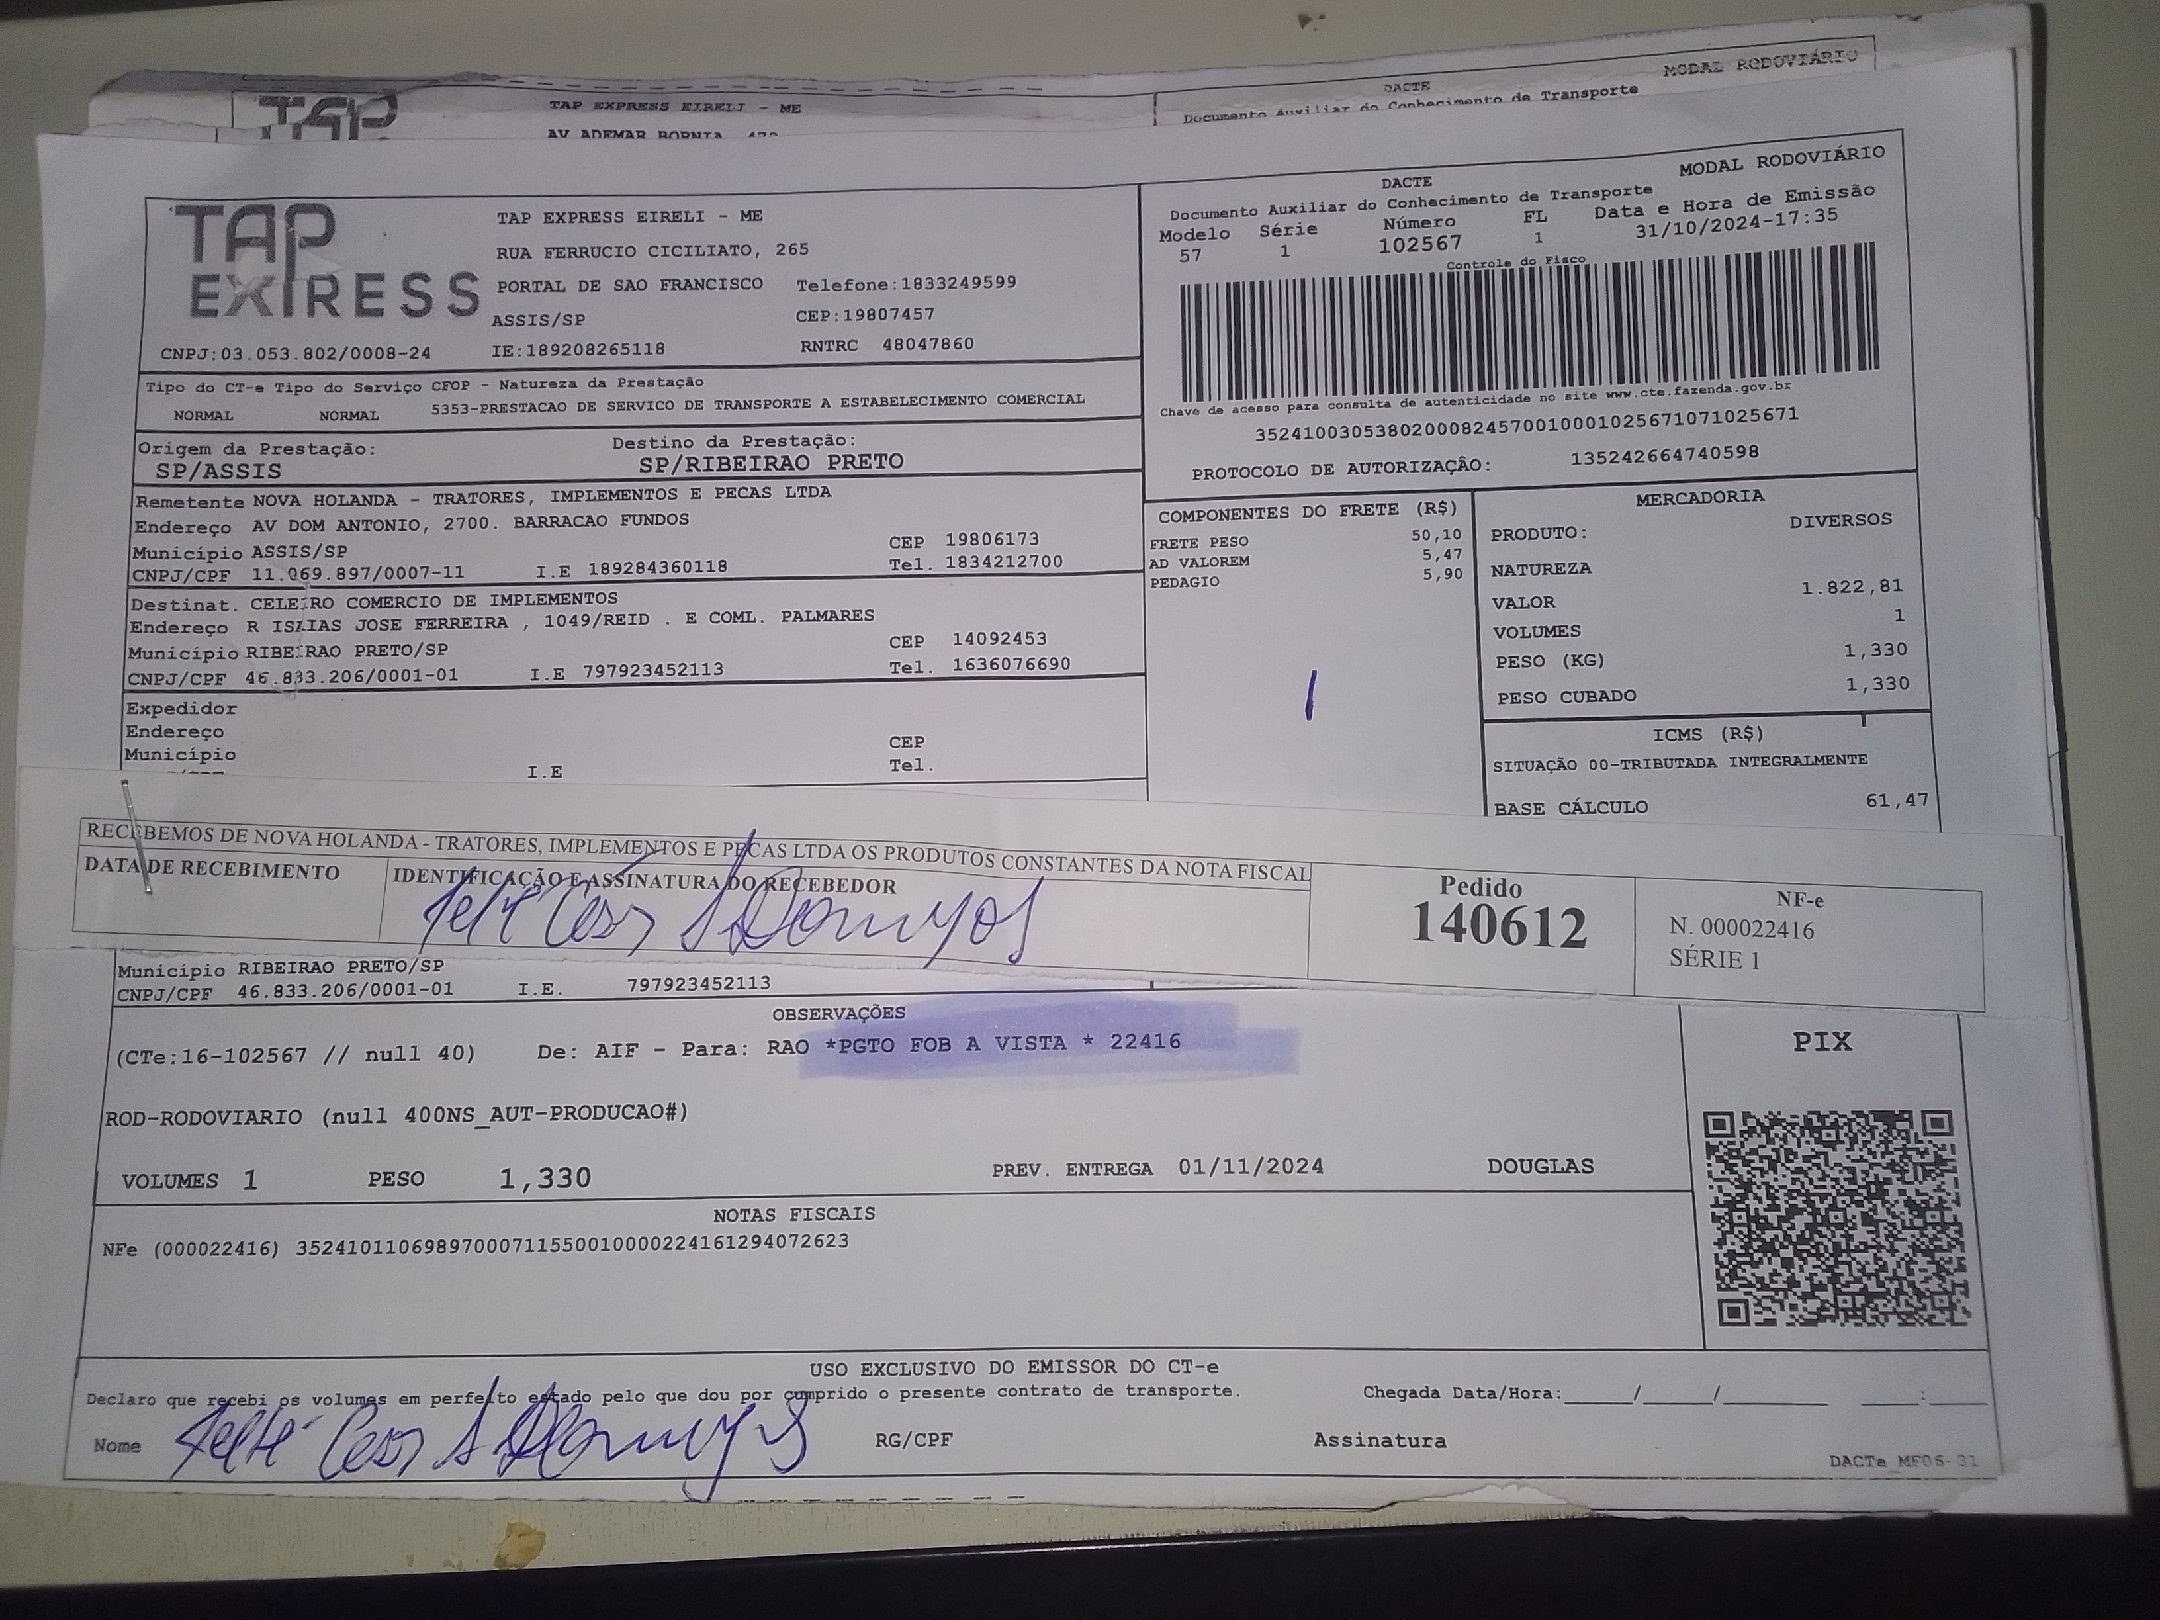 TAP EXPRESS EIRELI - ME
DACTE
MODAL RODOVIÁRIO
Documento Auxiliar do Conhecimento de Transporte
TAP
AV ADEMAR
TAP EXPRESS
TAP EXPRESS EIRELI - ME
RUA FERRUCIO CICILIATO, 265
PORTAL DE SAO FRANCISCO Telefone:1833249599
ASSIS/SP CEP:19807457
CNPJ:03.053.802/0008-24 IE:189208265118 RNTRC 48047860
DACTE
MODAL RODOVIÁRIO
Documento Auxiliar do Conhecimento de Transporte
Modelo Série Número FL Data e Hora de Emissão
57 1 102567 1 31/10/2024-17:35
Controle do Fisco
Chave de acesso para consulta de autenticidade no site www.cte.fazenda.gov.br
35241003053802000824570010001025671071025671
PROTOCOLO DE AUTORIZAÇÃO: 135242664740598
Tipo do CT-e Tipo do Serviço CFOP - Natureza da Prestação
NORMAL NORMAL 5353-PRESTACAO DE SERVICO DE TRANSPORTE A ESTABELECIMENTO COMERCIAL
Origem da Prestação: Destino da Prestação:
SP/ASSIS SP/RIBEIRAO PRETO
Remetente NOVA HOLANDA - TRATORES, IMPLEMENTOS E PECAS LTDA
Endereço AV DOM ANTONIO, 2700. BARRACAO FUNDOS
Município ASSIS/SP CEP 19806173
CNPJ/CPF 11.069.897/0007-11 I.E 189284360118 Tel. 1834212700
Destinat. CELEIRO COMERCIO DE IMPLEMENTOS
Endereço R ISAIAS JOSE FERREIRA , 1049/REID . E COML. PALMARES
Município RIBEIRAO PRETO/SP CEP 14092453
CNPJ/CPF 46.833.206/0001-01 I.E 797923452113 Tel. 1636076690
Expedidor
Endereço
Município CEP
I.E Tel.
COMPONENTES DO FRETE (R$)
FRETE PESO 50,10
AD VALOREM 5,47
PEDAGIO 5,90
MERCADORIA
PRODUTO: DIVERSOS
NATUREZA
VALOR 1.822,81
VOLUMES 1
PESO (KG) 1,330
PESO CUBADO 1,330
ICMS (R$)
SITUAÇÃO 00-TRIBUTADA INTEGRALMENTE
BASE CÁLCULO 61,47
RECEBEMOS DE NOVA HOLANDA - TRATORES, IMPLEMENTOS E PECAS LTDA OS PRODUTOS CONSTANTES DA NOTA FISCAL
DATA DE RECEBIMENTO IDENTIFICAÇÃO E ASSINATURA DO RECEBEDOR
Pedido
140612
NF-e
N. 000022416
SÉRIE 1
Município RIBEIRAO PRETO/SP
CNPJ/CPF 46.833.206/0001-01 I.E. 797923452113
OBSERVAÇÕES
(CTe:16-102567 // null 40) De: AIF - Para: RAO *PGTO FOB A VISTA * 22416
PIX
ROD-RODOVIARIO (null 400NS_AUT-PRODUCAO#)
VOLUMES 1 PESO 1,330 PREV. ENTREGA 01/11/2024 DOUGLAS
NOTAS FISCAIS
NFe (000022416) 35241011069897000711550010000224161294072623
USO EXCLUSIVO DO EMISSOR DO CT-e
Declaro que recebi os volumes em perfeito estado pelo que dou por cumprido o presente contrato de transporte. Chegada Data/Hora:_____/_____/_________ ____:____
Nome RG/CPF Assinatura